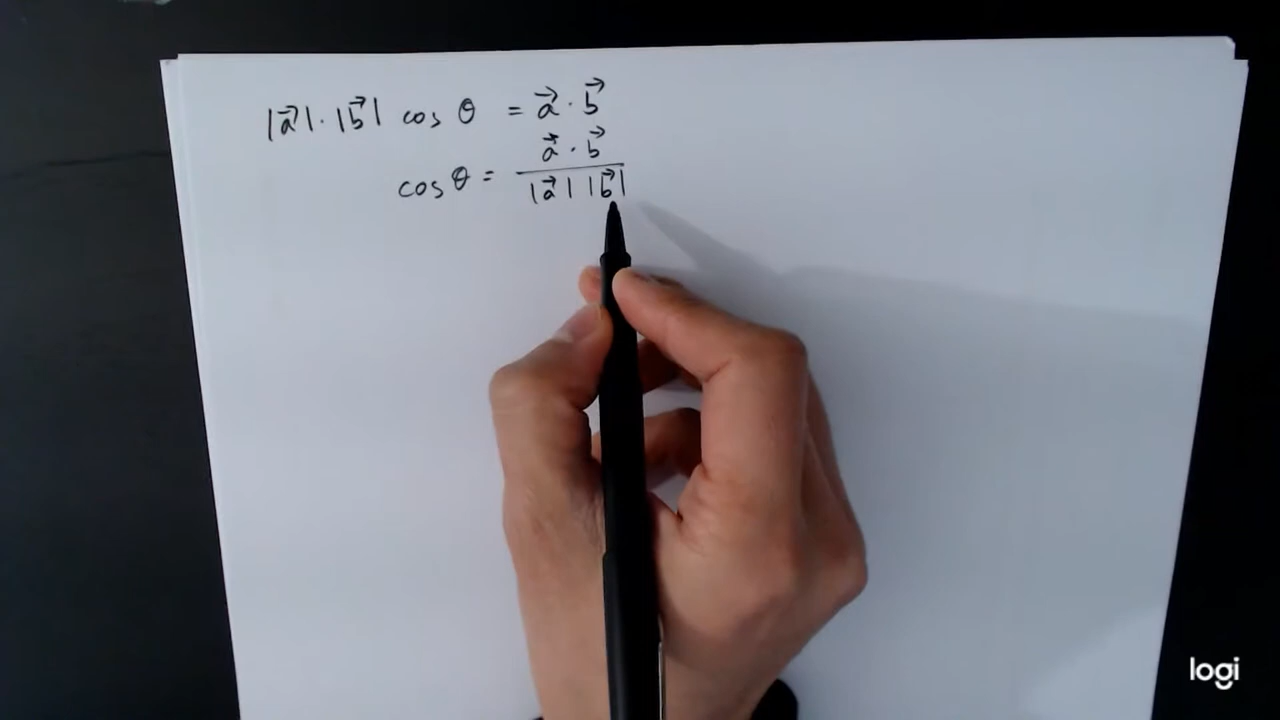 |a⃗|·|b⃗| cos θ = a⃗ · b⃗
cos θ = a⃗ · b⃗ / |a⃗| |b⃗|
logi